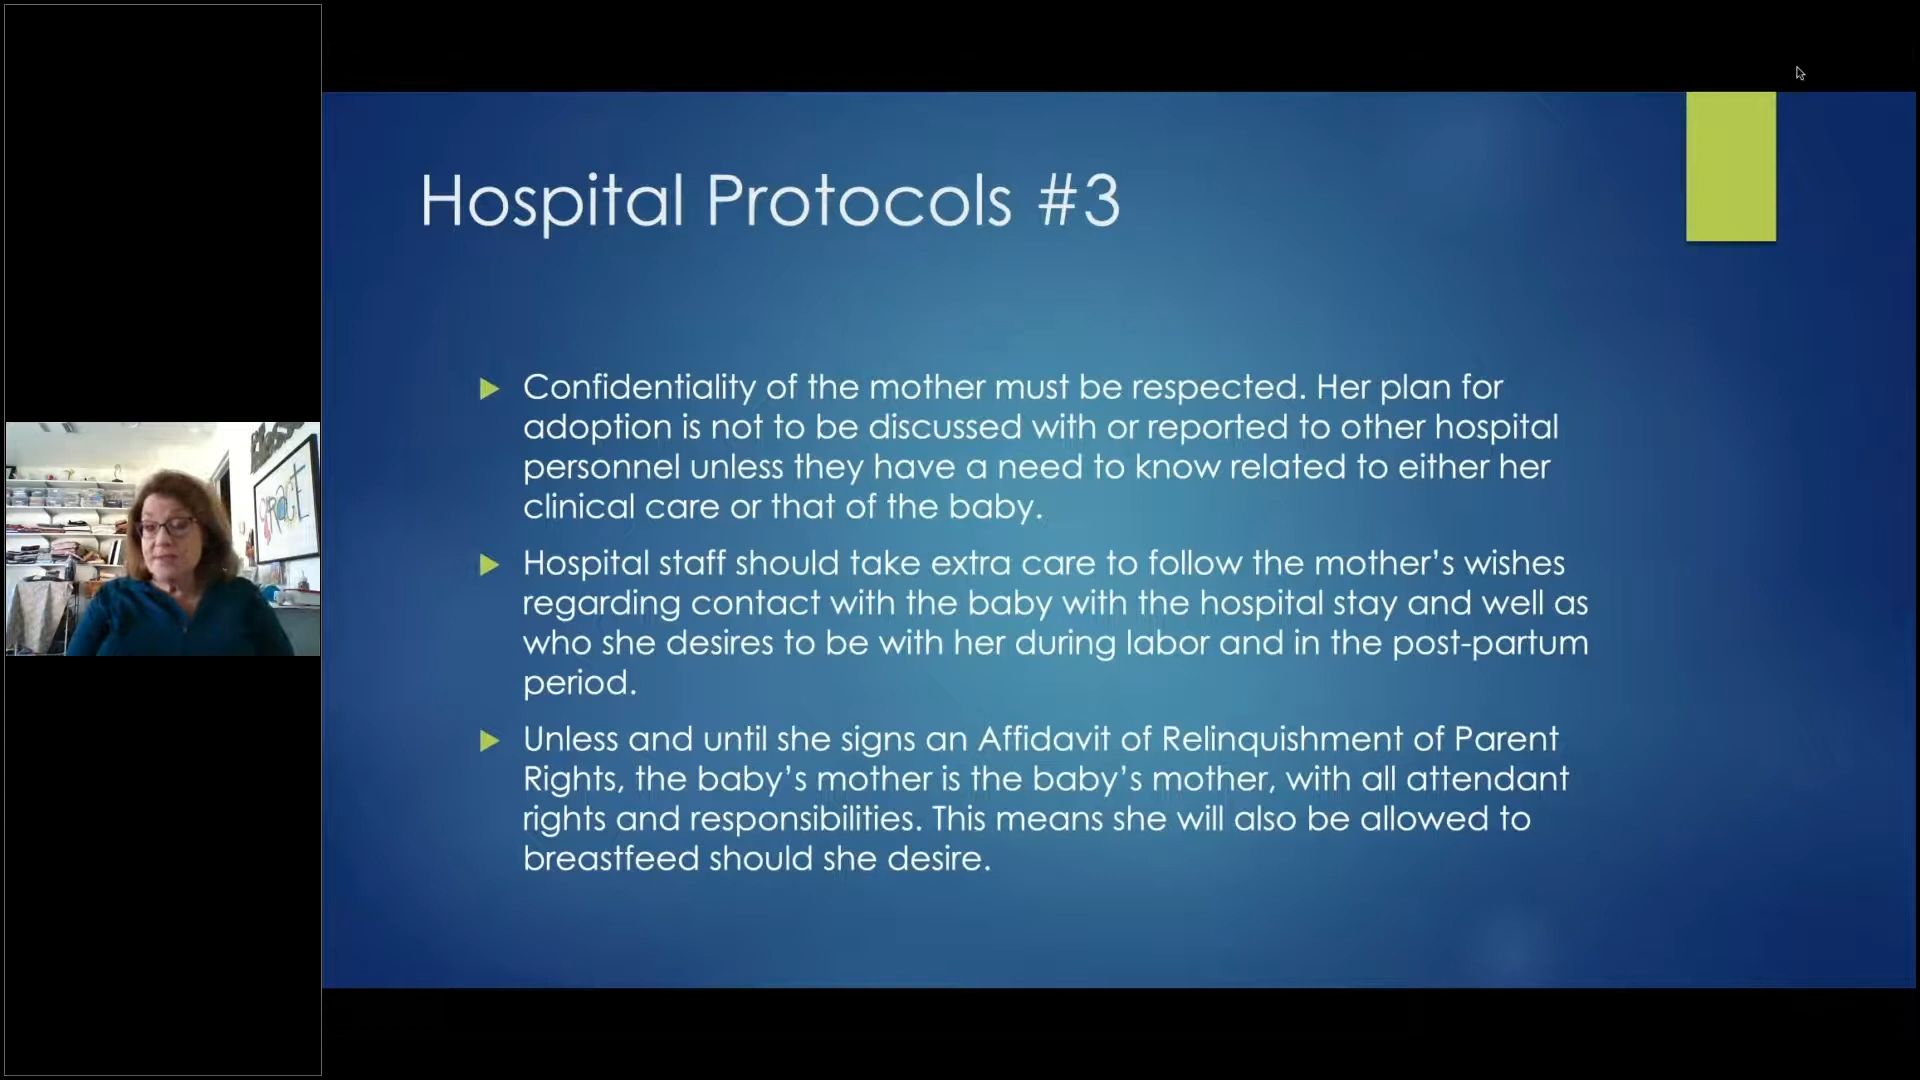 Hospital Protocols #3
Confidentiality of the mother must be respected. Her plan for
adoption is not to be discussed with or reported to other hospital
personnel unless they have a need to know related to either her
clinical care or that of the baby.
Hospital staff should take extra care to follow the mother’s wishes
regarding contact with the baby with the hospital stay and well as
who she desires to be with her during labor and in the post-partum
period.
Unless and until she signs an Affidavit of Relinquishment of Parent
Rights, the baby’s mother is the baby’s mother, with all attendant
rights and responsibilities. This means she will also be allowed to
breastfeed should she desire.
GRACE